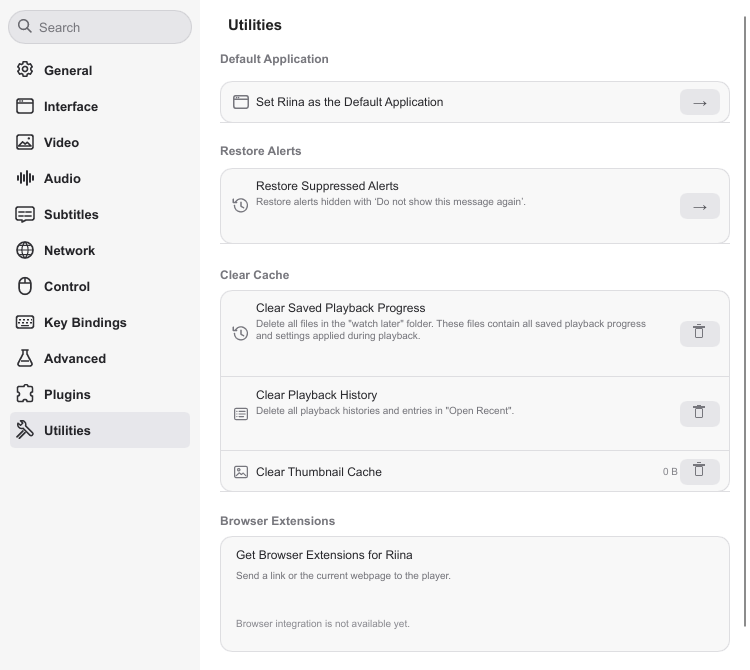 Search
General
Interface
Video
Audio
Subtitles
Network
Control
Key Bindings
Advanced
Plugins
Utilities
Utilities
Default Application
Set Riina as the Default Application
→
Restore Alerts
Restore Suppressed Alerts
Restore alerts hidden with ‘Do not show this message again’.
→
Clear Cache
Clear Saved Playback Progress
Delete all files in the "watch later" folder. These files contain all saved playback progress
and settings applied during playback.
Clear Playback History
Delete all playback histories and entries in "Open Recent".
Clear Thumbnail Cache
0 B
Browser Extensions
Get Browser Extensions for Riina
Send a link or the current webpage to the player.
Browser integration is not available yet.